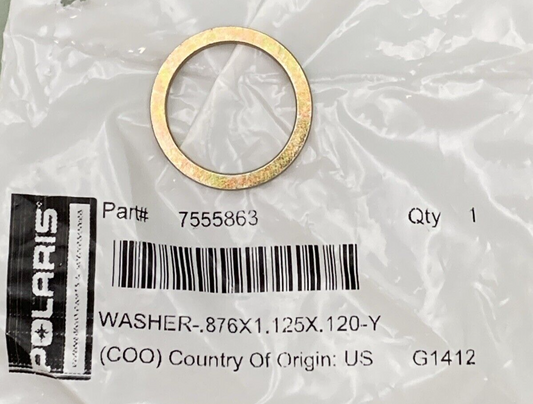 Part# 7555863 Qty 1
POLARIS
WASHER-.876X1.125X.120-Y
(COO) Country Of Origin: US G1412